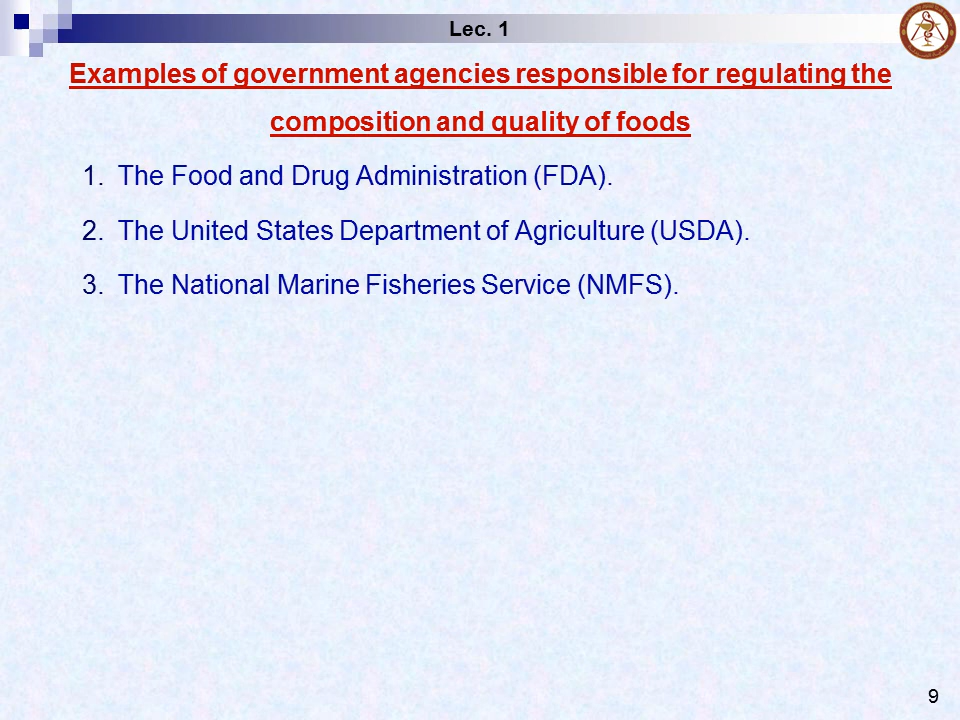 Lec. 1
Examples of government agencies responsible for regulating the
composition and quality of foods
1. The Food and Drug Administration (FDA).
2. The United States Department of Agriculture (USDA).
3. The National Marine Fisheries Service (NMFS).
9